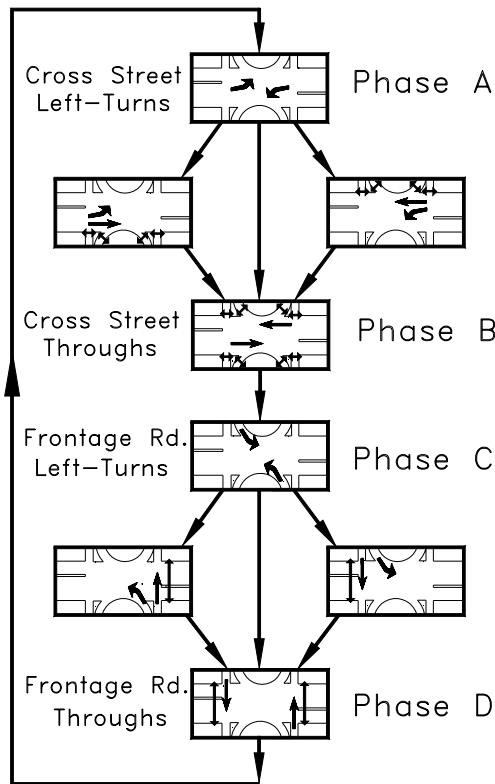 Cross Street
Left-Turns
Phase A
Cross Street
Throughs
Phase B
Frontage Rd.
Left-Turns
Phase C
Frontage Rd.
Throughs
Phase D